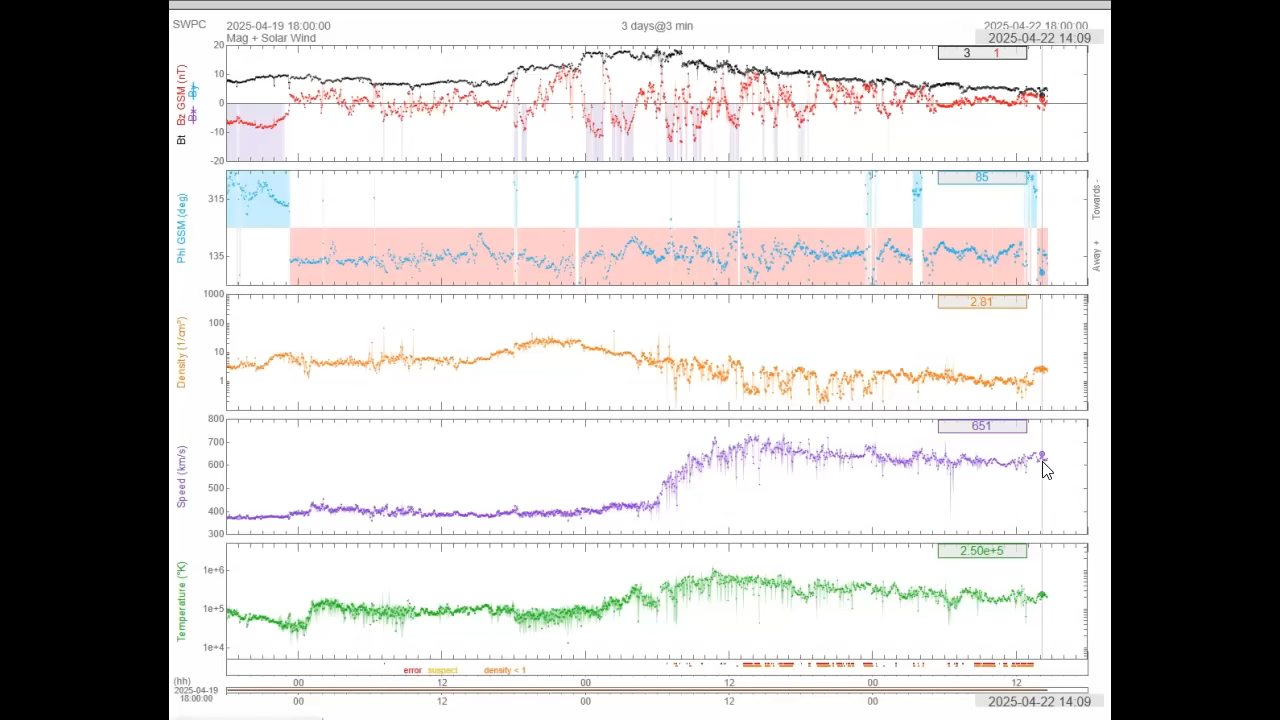 SWPC
2025-04-19 18:00:00
3 days@3 min
2025-04-22 18:00:00
Mag + Solar Wind
2025-04-22 14:09
Bt Bz GSM (nT)
Bx By
20
10
0
-10
-20
3 1
Phi GSM (deg)
315
135
85
Towards -
Away +
Density (1/cm³)
1000
100
10
1
2.81
Speed (km/s)
800
700
600
500
400
300
651
Temperature (°K)
1e+6
1e+5
1e+4
2.50e+5
error suspect density < 1
(hh) 00 12 00 12 00 12
2025-04-19
18:00:00
00 12 00 12 00
2025-04-22 14:09